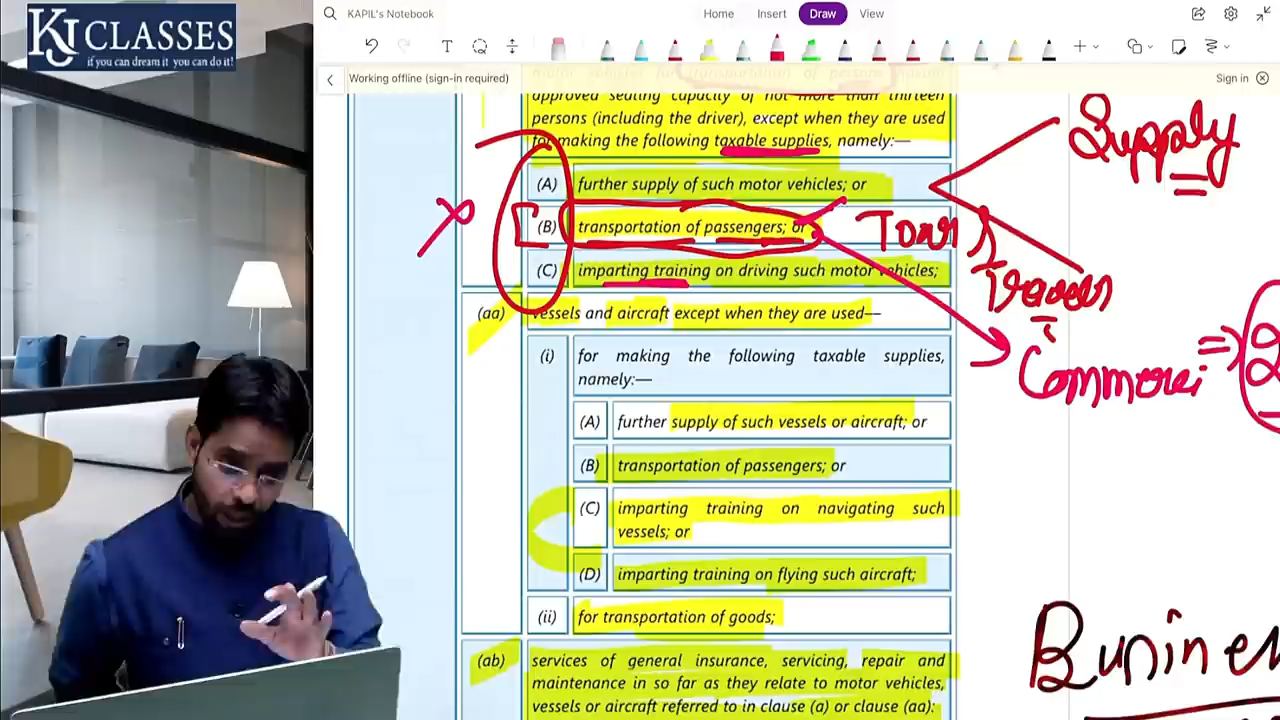 KJ CLASSES
if you can dream it you can do it!
KAPIL's Notebook
Home
Insert
Draw
View
Working offline (sign-in required)
Sign in
approved seating capacity of not more than thirteen
persons (including the driver), except when they are used
for making the following taxable supplies, namely:—
(A) further supply of such motor vehicles; or
(B) transportation of passengers; or
(C) imparting training on driving such motor vehicles;
(aa) vessels and aircraft except when they are used—
(i) for making the following taxable supplies,
namely:—
(A) further supply of such vessels or aircraft; or
(B) transportation of passengers; or
(C) imparting training on navigating such
vessels; or
(D) imparting training on flying such aircraft;
(ii) for transportation of goods;
(ab) services of general insurance, servicing, repair and
maintenance in so far as they relate to motor vehicles,
vessels or aircraft referred to in clause (a) or clause (aa):
Supply